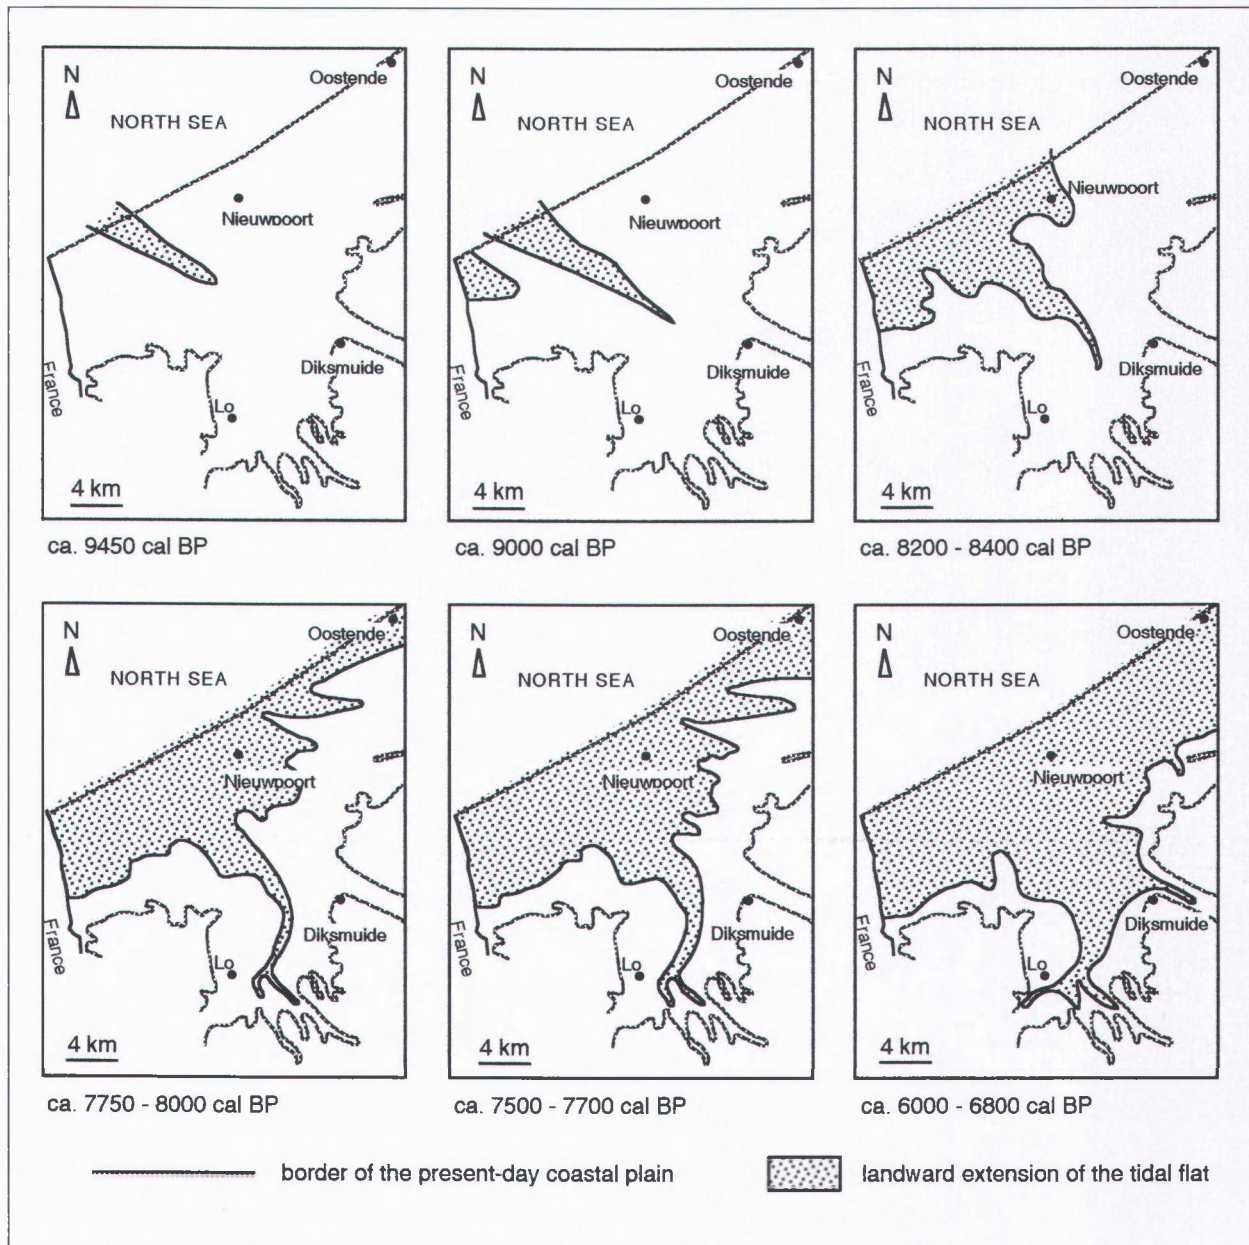 N
Oostende
NORTH SEA
Nieuwpoort
Diksmuide
France
Lo
4 km
ca. 9450 cal BP
N
Oostende
NORTH SEA
Nieuwpoort
Diksmuide
France
Lo
4 km
ca. 9000 cal BP
N
Oostende
NORTH SEA
Nieuwpoort
Diksmuide
France
Lo
4 km
ca. 8200 - 8400 cal BP
N
Oostende
NORTH SEA
Nieuwpoort
Diksmuide
France
Lo
4 km
ca. 7750 - 8000 cal BP
N
Oostende
NORTH SEA
Nieuwpoort
Diksmuide
France
Lo
4 km
ca. 7500 - 7700 cal BP
N
Oostende
NORTH SEA
Nieuwpoort
Diksmuide
France
Lo
4 km
ca. 6000 - 6800 cal BP
border of the present-day coastal plain
landward extension of the tidal flat